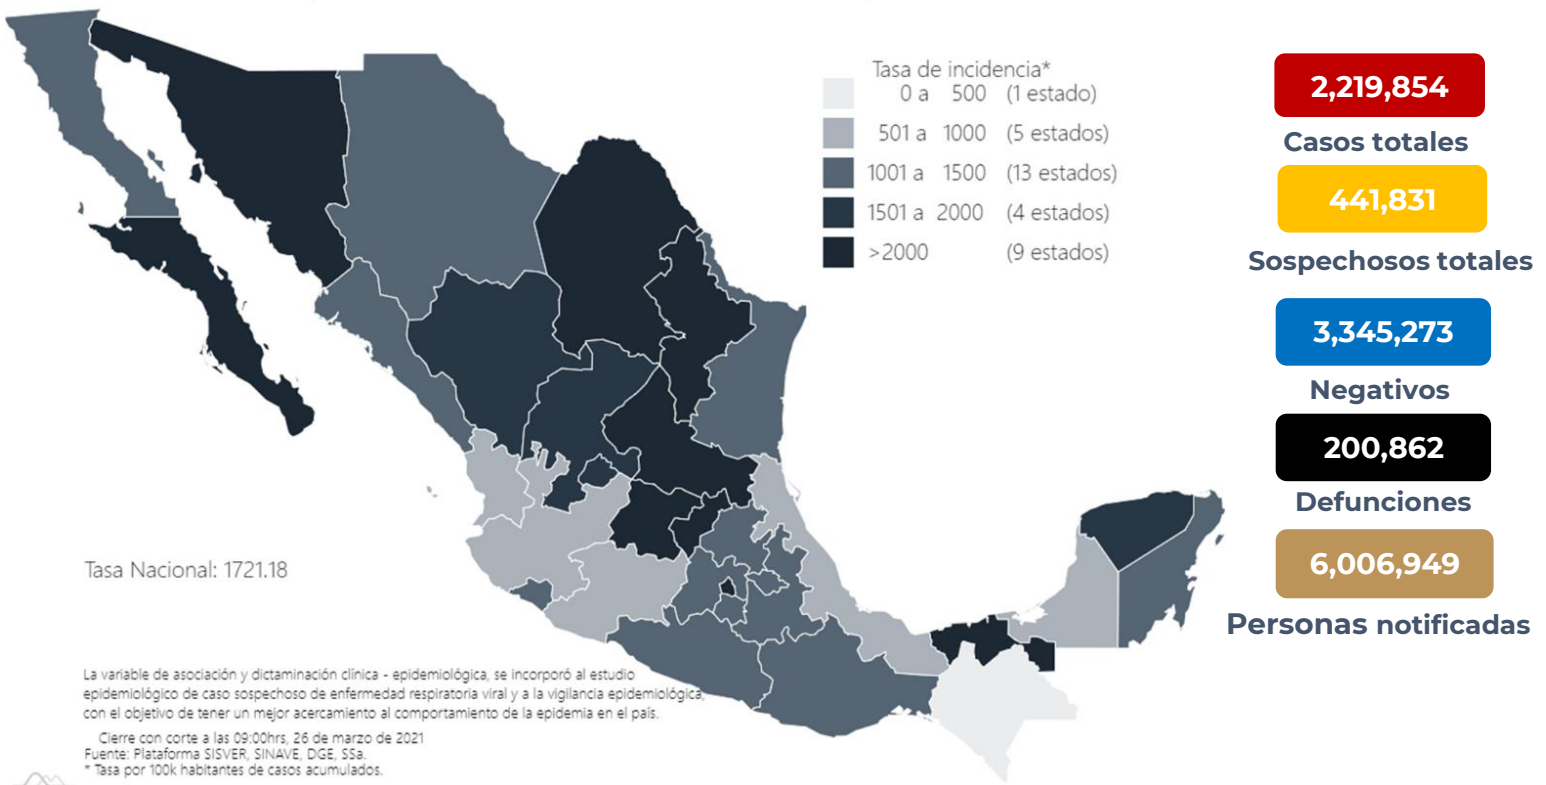 Tasa de incidencia*
0 a 500 (1 estado)
501 a 1000 (5 estados)
1001 a 1500 (13 estados)
1501 a 2000 (4 estados)
>2000 (9 estados)
2,219,854
Casos totales
441,831
Sospechosos totales
3,345,273
Negativos
200,862
Defunciones
6,006,949
Personas notificadas
Tasa Nacional: 1721.18
La variable de asociación y dictaminación clínica - epidemiológica, se incorporó al estudio
epidemiológico de caso sospechoso de enfermedad respiratoria viral y a la vigilancia epidemiológica,
con el objetivo de tener un mejor acercamiento al comportamiento de la epidemia en el país.
Cierre con corte a las 09:00hrs, 26 de marzo de 2021
Fuente: Plataforma SISVER, SINAVE, DGE, SSa.
* Tasa por 100k habitantes de casos acumulados.